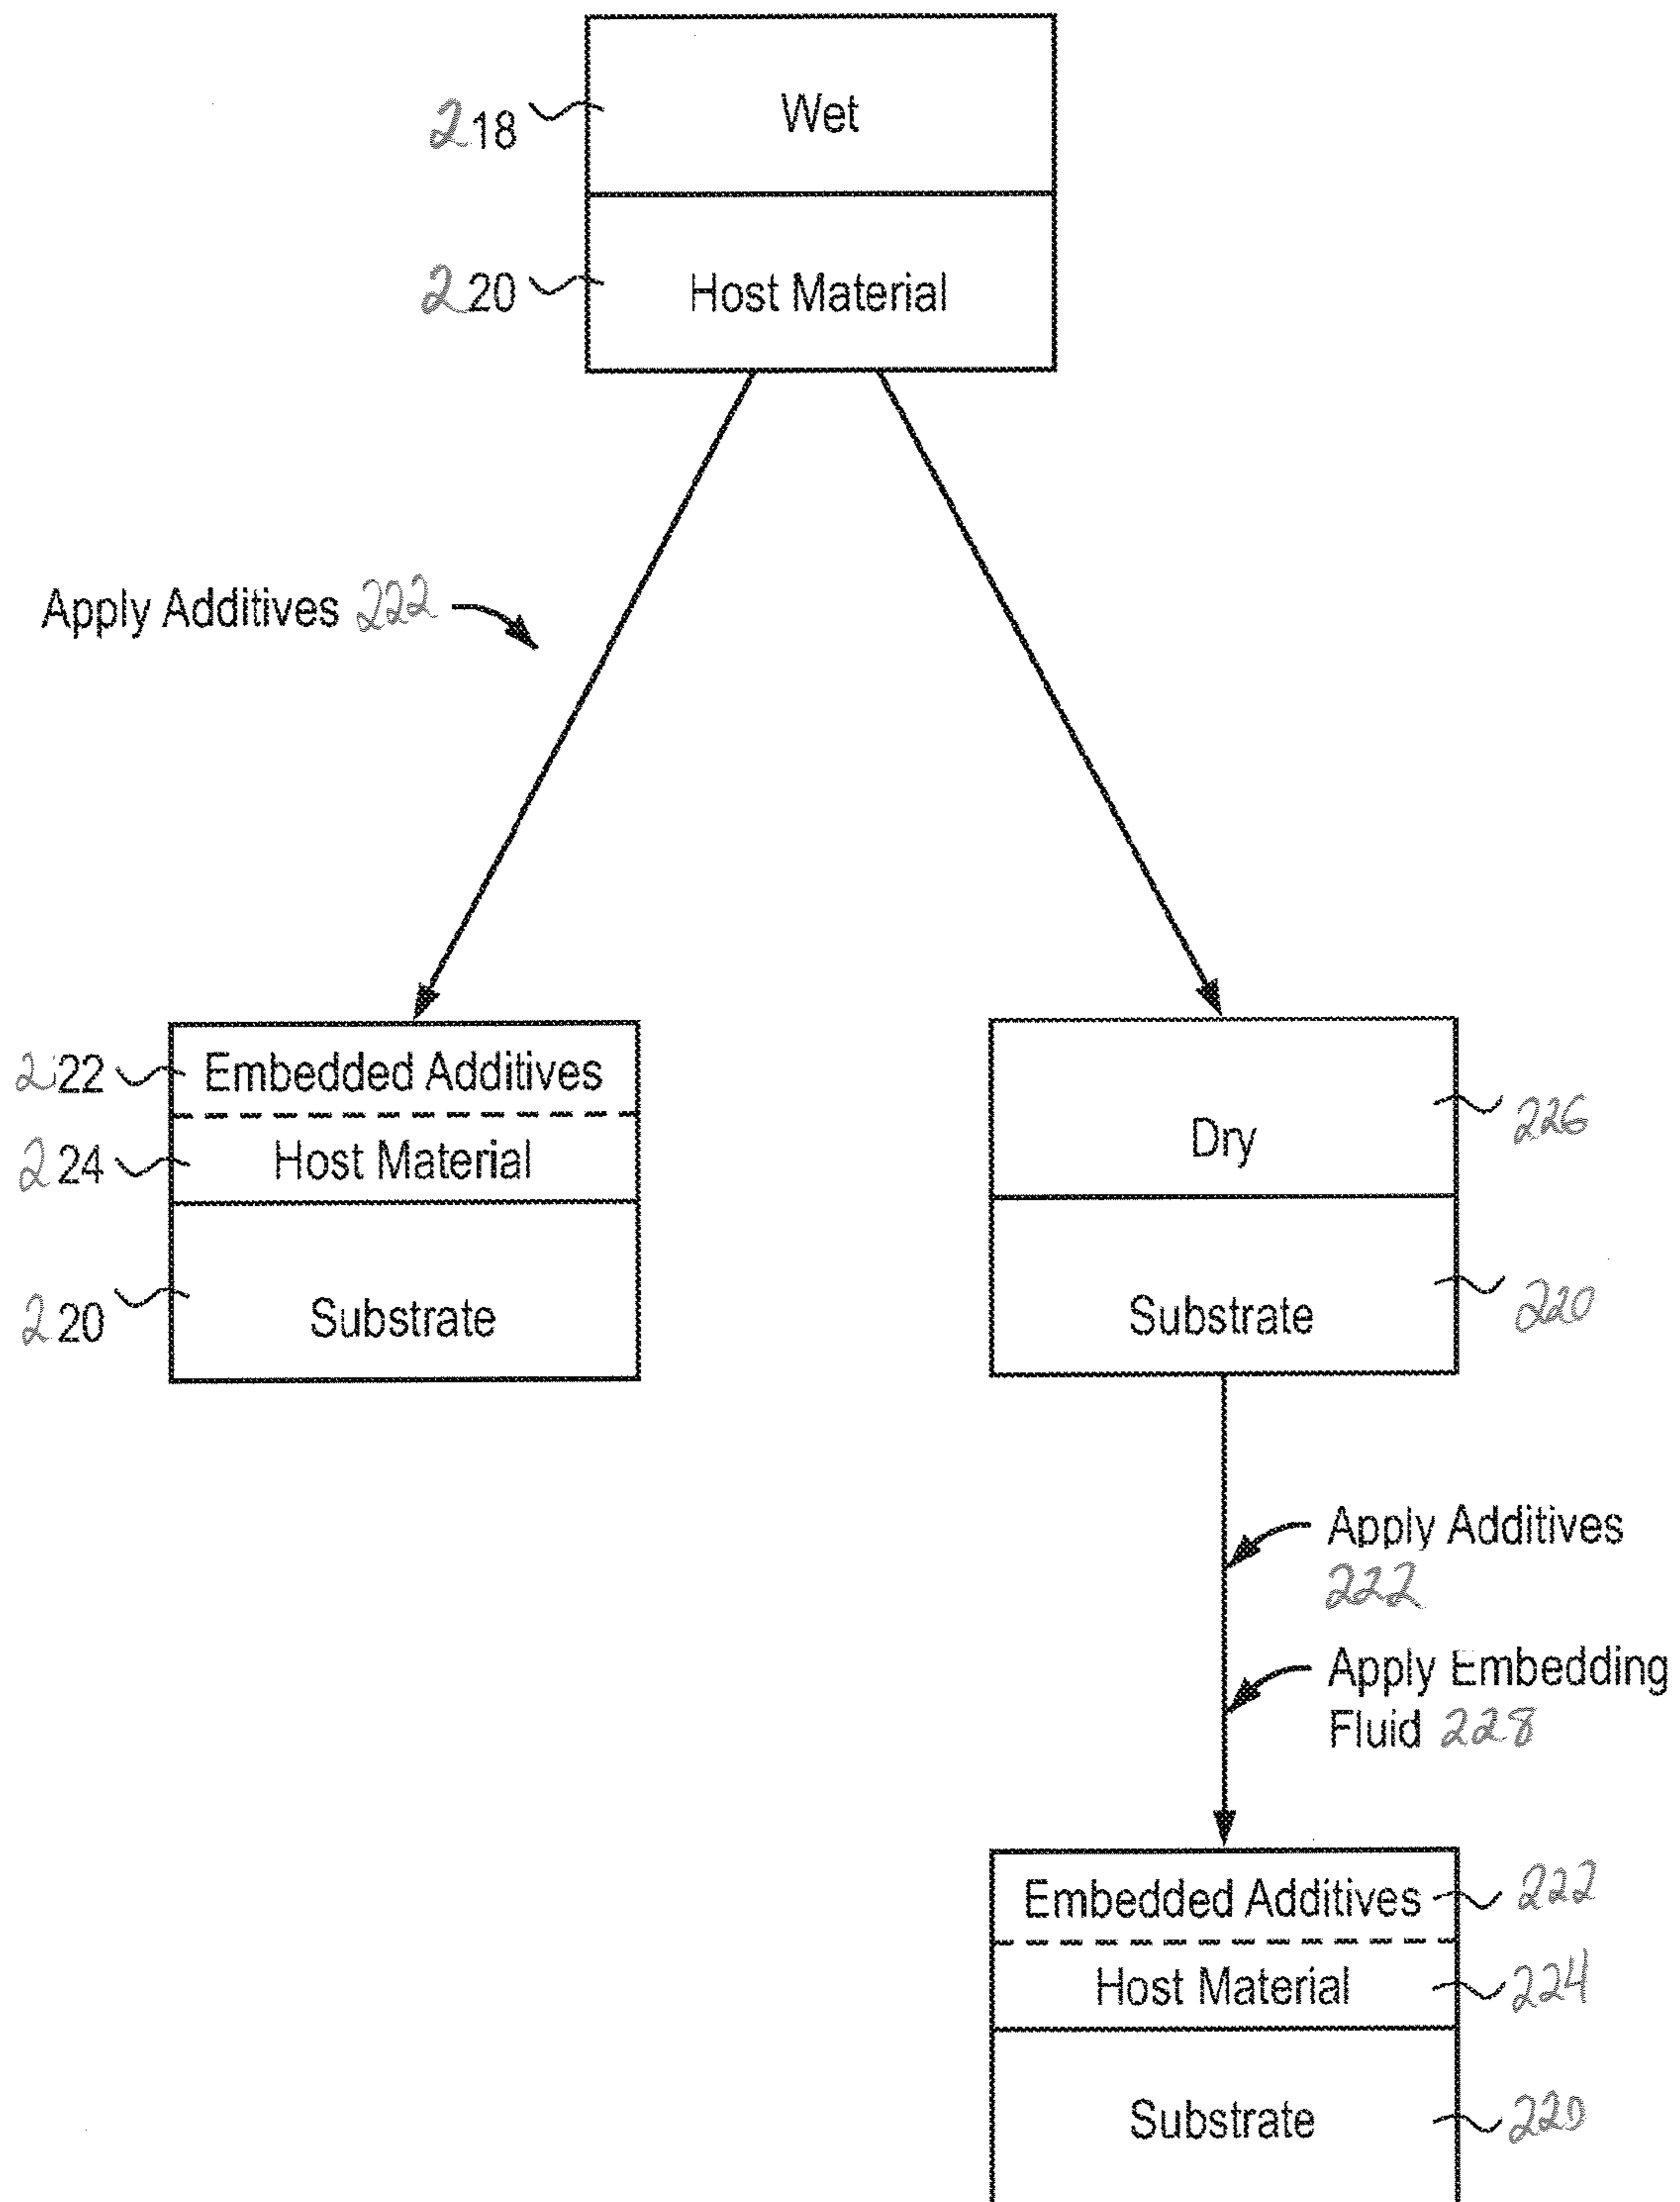 218 Wet
220 Host Material
Apply Additives 222
222 Embedded Additives
224 Host Material
220 Substrate
Dry 226
Substrate 220
Apply Additives
222
Apply Embedding
Fluid 228
Embedded Additives 222
Host Material 224
Substrate 220